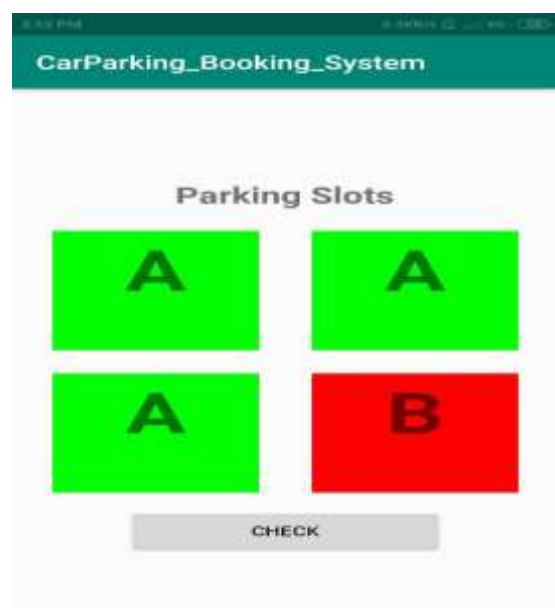 CarParking_Booking_System
Parking Slots
A A
A B
CHECK